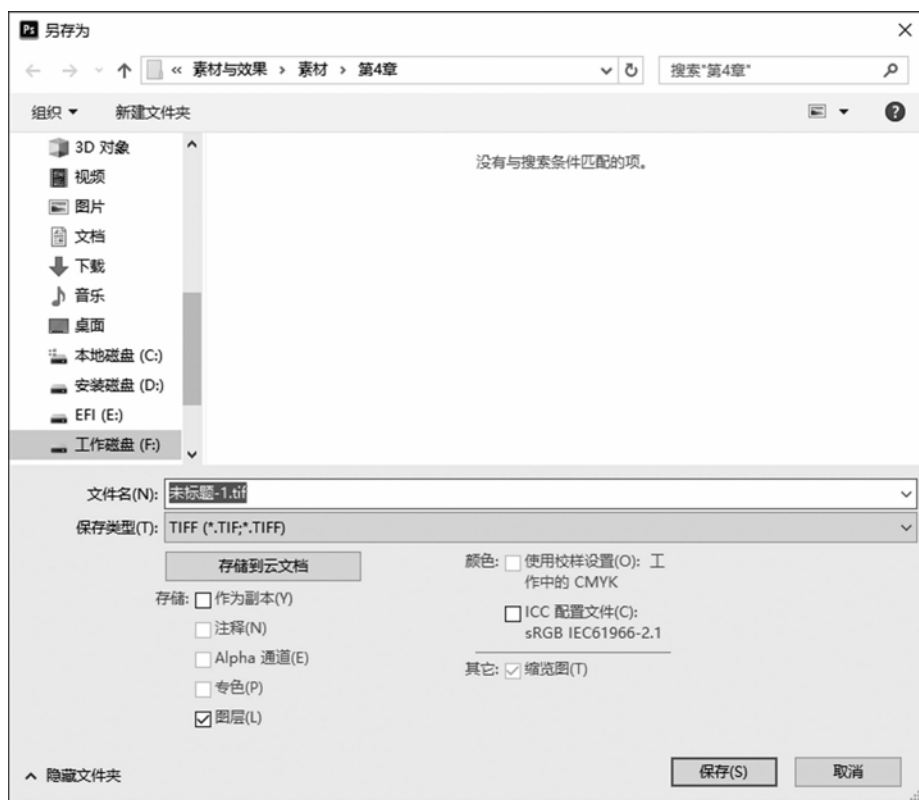 Ps 另存为
« 素材与效果 › 素材 › 第4章
搜索"第4章"
组织
新建文件夹
3D 对象
视频
图片
文档
下载
音乐
桌面
本地磁盘 (C:)
安装磁盘 (D:)
EFI (E:)
工作磁盘 (F:)
没有与搜索条件匹配的项。
文件名(N): 未标题-1.tif
保存类型(T): TIFF (*.TIF;*.TIFF)
存储到云文档
存储: 作为副本(Y)
注释(N)
Alpha 通道(E)
专色(P)
图层(L)
颜色: 使用校样设置(O): 工
作中的 CMYK
ICC 配置文件(C):
sRGB IEC61966-2.1
其它: 缩览图(T)
隐藏文件夹
保存(S)
取消